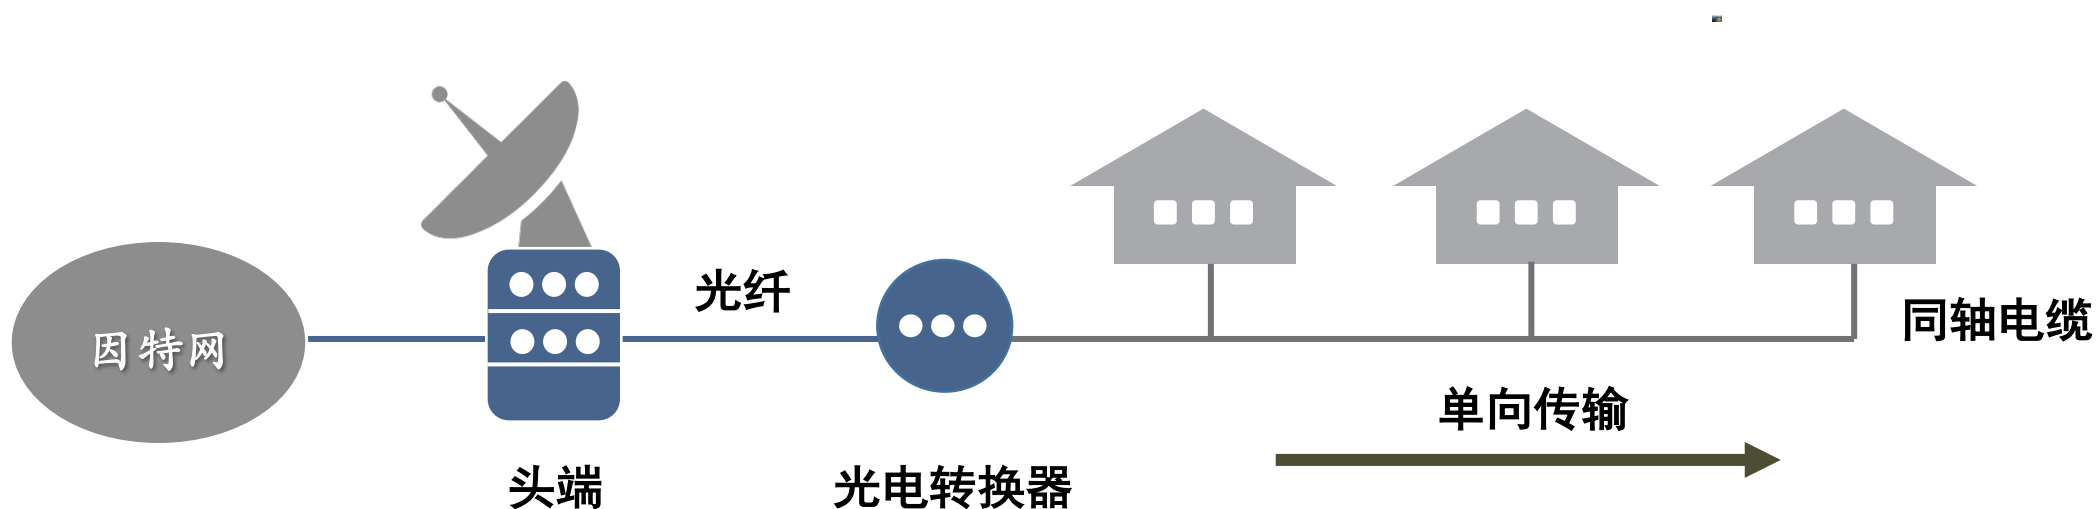 因特网
光纤
同轴电缆
单向传输
头端
光电转换器